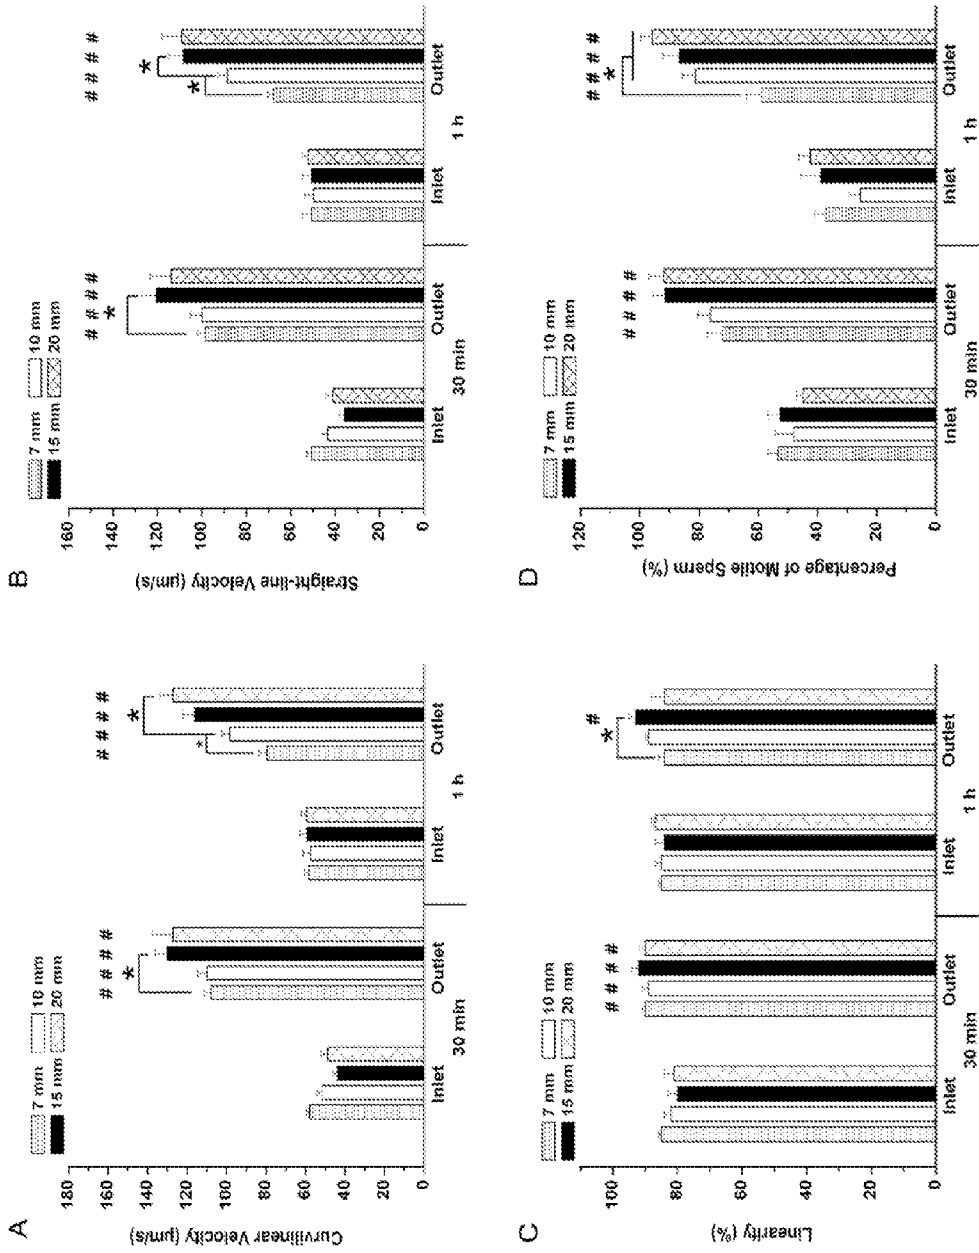 A
7 mm 10 mm
15 mm 20 mm
Curvilinear Velocity (µm/s)
180
160
140
120
100
80
60
40
20
0
# # # #
*
# # # #
*
*
Inlet Outlet Inlet Outlet
30 min 1 h
B
7 mm 10 mm
15 mm 20 mm
Straight-line Velocity (µm/s)
160
140
120
100
80
60
40
20
0
# # # #
*
# # # #
*
*
Inlet Outlet Inlet Outlet
30 min 1 h
C
7 mm 10 mm
15 mm 20 mm
Linearity (%)
100
80
60
40
20
0
# # # #
#
*
Inlet Outlet Inlet Outlet
30 min 1 h
D
7 mm 10 mm
15 mm 20 mm
Percentage of Motile Sperm (%)
120
100
80
60
40
20
0
# # # #
# # # #
*
Inlet Outlet Inlet Outlet
30 min 1 h